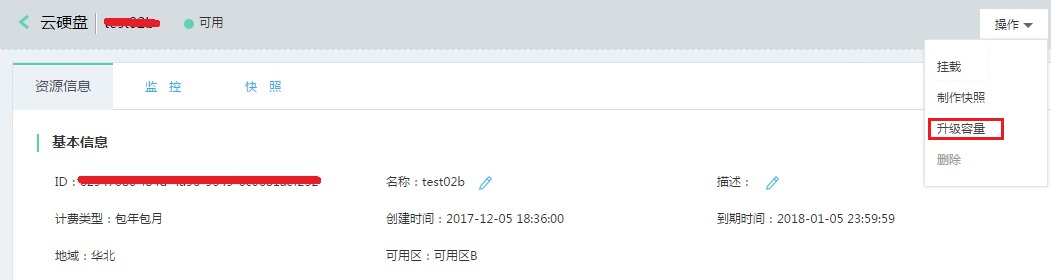 云硬盘 可用 操作
挂载
制作快照
升级容量
删除
资源信息 监 控 快 照
基本信息
ID： 名称：test02b 描述：
计费类型：包年包月 创建时间：2017-12-05 18:36:00 到期时间：2018-01-05 23:59:59
地域：华北 可用区：可用区B